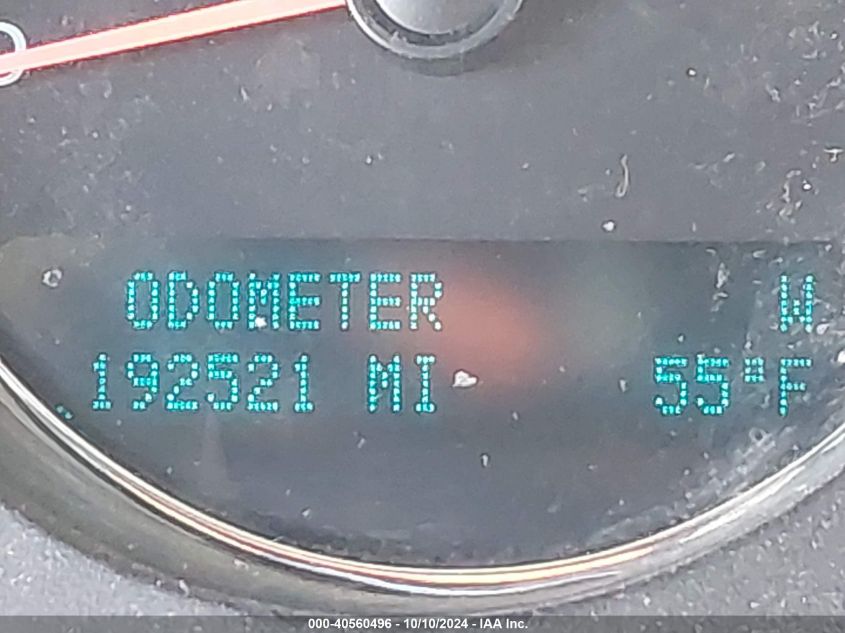 ODOMETER W
192521 MI 55°F
000-40560496 - 10/10/2024 - IAA Inc.